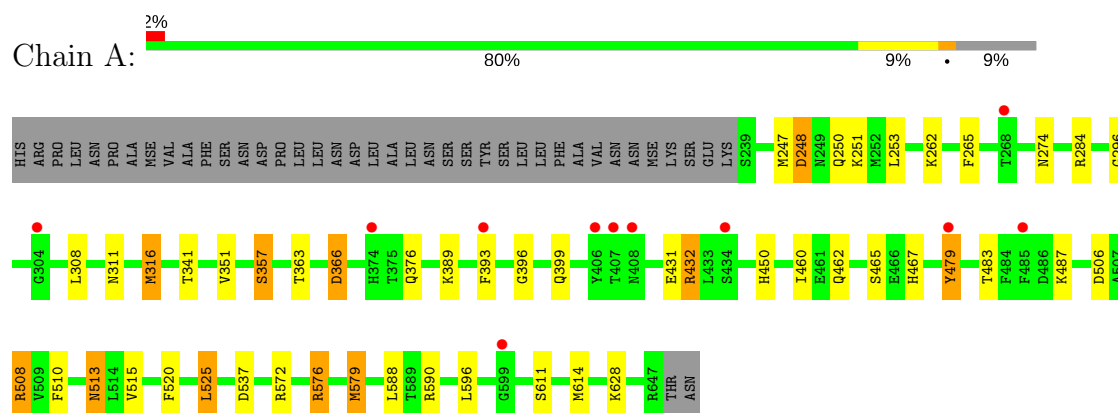 2%
Chain A:
80% 9% • 9%
HIS ARG PRO LEU ASN PRO ALA MSE VAL ALA PHE SER ASN ASP PRO LEU LEU ASN ASP LEU ALA LEU ASN SER SER TYR SER LEU LEU PHE ALA VAL ASN ASN MSE LYS SER GLU LYS S239 M247 D248 N249 Q250 K251 M252 L253 K262 F265 T268 N274 R284
G304 L308 N311 M316 T341 V351 S357 T363 D366 H374 T375 Q376 K389 F393 G396 Q399 Y406 T407 N408 E431 R432 L433 S434 H450 I460 E461 Q462 S465 E466 H467 Y479 T483 F484 F485 D486 K487 D506 A507
R508 V509 F510 N513 L514 V515 F520 L525 D537 R572 R576 M579 L588 T589 R590 L596 G599 S611 M614 K628 R647 THR ASN